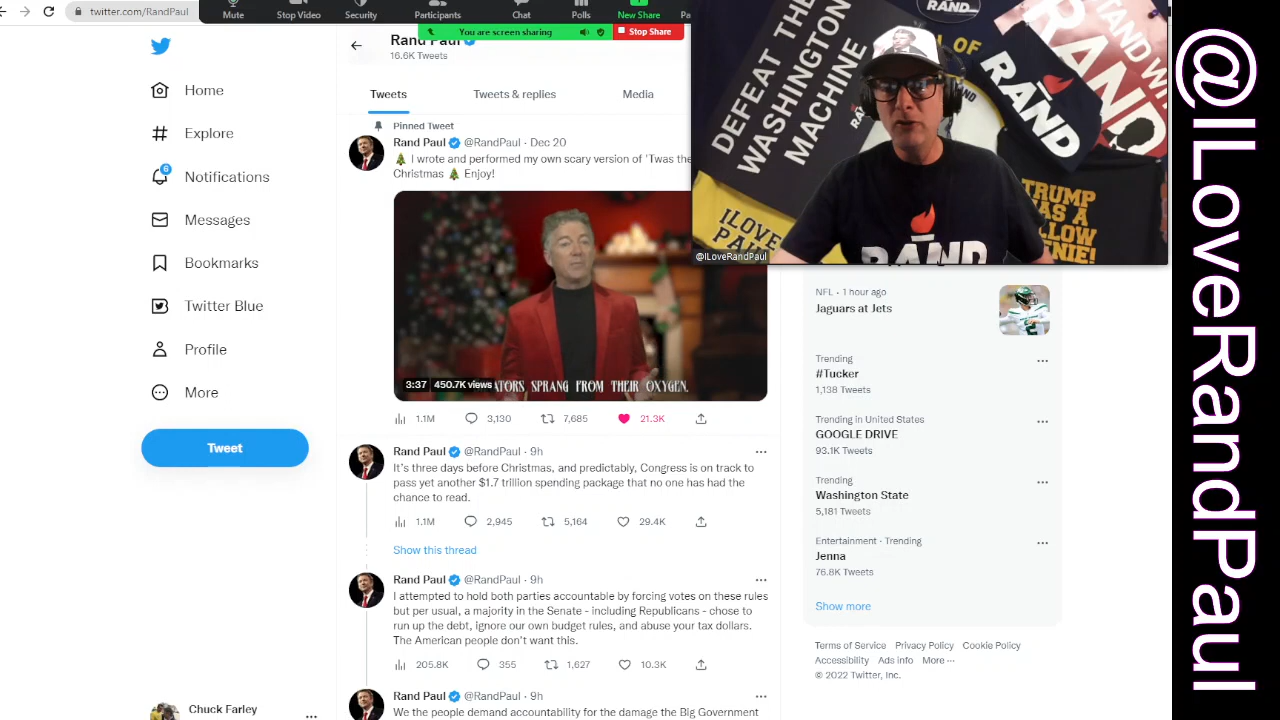 twitter.com/RandPaul
Mute
Stop Video
Security
Participants
Chat
Polls
New Share
Pa
You are screen sharing
Stop Share
Rand Paul
16.6K Tweets
Home
Explore
6
Notifications
Messages
Bookmarks
Twitter Blue
Profile
More
Tweet
Chuck Farley
Tweets
Tweets & replies
Media
Pinned Tweet
Rand Paul @RandPaul · Dec 20
🎄 I wrote and performed my own scary version of 'Twas the
Christmas 🎄 Enjoy!
3:37 450.7K views
ATORS SPRANG FROM THEIR OXYGEN.
1.1M 3,130 7,685 21.3K
Rand Paul @RandPaul · 9h
It's three days before Christmas, and predictably, Congress is on track to
pass yet another $1.7 trillion spending package that no one has had the
chance to read.
1.1M 2,945 5,164 29.4K
Show this thread
Rand Paul @RandPaul · 9h
I attempted to hold both parties accountable by forcing votes on these rules
but per usual, a majority in the Senate - including Republicans - chose to
run up the debt, ignore our own budget rules, and abuse your tax dollars.
The American people don't want this.
205.8K 355 1,627 10.3K
Rand Paul @RandPaul · 9h
We the people demand accountability for the damage the Big Government
DEFEAT THE
WASHINGTON
MACHINE
RAND
OF
RAND
RAND
I LOVE
TRUMP
AS A
RAND
@ILoveRandPaul
NFL · 1 hour ago
Jaguars at Jets
Trending
#Tucker
1,138 Tweets
Trending in United States
GOOGLE DRIVE
93.1K Tweets
Trending
Washington State
5,181 Tweets
Entertainment · Trending
Jenna
76.8K Tweets
Show more
Terms of Service Privacy Policy Cookie Policy
Accessibility Ads info More ···
© 2022 Twitter, Inc.
@ILoveRandPaul